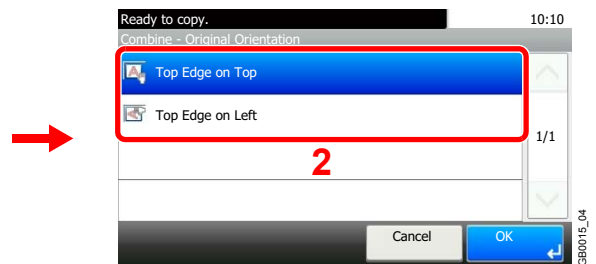 Ready to copy. 10:10
Combine - Original Orientation
Top Edge on Top
Top Edge on Left
1/1
2
Cancel OK
GB0015_04